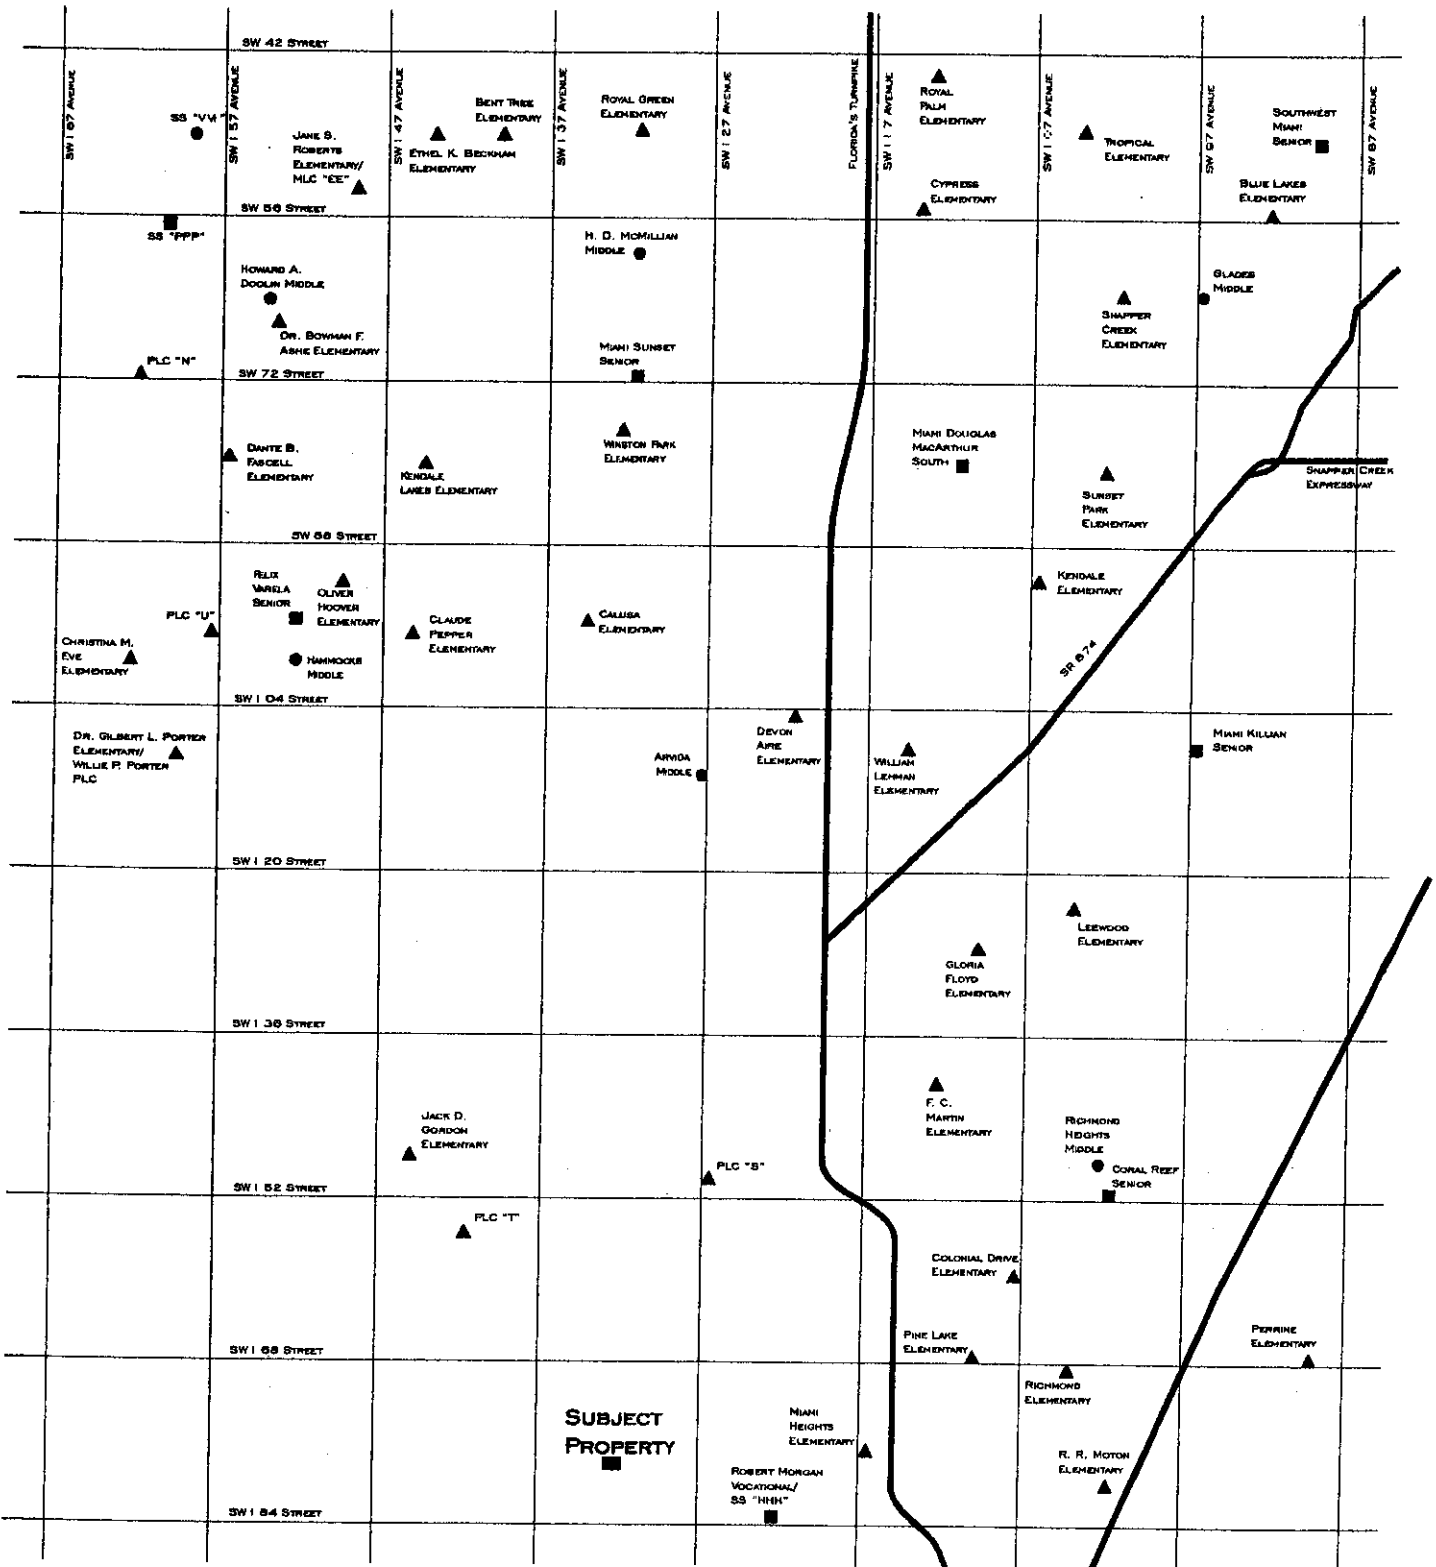 SW 42 STREET
SW 167 AVENUE
SW 157 AVENUE
SW 147 AVENUE
SW 137 AVENUE
SW 127 AVENUE
FLORIDA'S TURNPIKE
SW 117 AVENUE
SW 107 AVENUE
SW 97 AVENUE
SW 87 AVENUE
SS "VV"
JANE S.
ROBERTS
ELEMENTARY/
MLC "EE"
ETHEL K. BECKHAM
ELEMENTARY
BENT TREE
ELEMENTARY
ROYAL GREEN
ELEMENTARY
ROYAL
PALM
ELEMENTARY
TROPICAL
ELEMENTARY
SOUTHWEST
MIAMI
SENIOR
CYPRESS
ELEMENTARY
BLUE LAKES
ELEMENTARY
SW 56 STREET
SS "PPP"
H. D. MCMILLIAN
MIDDLE
HOWARD A.
DOOLIN MIDDLE
DR. BOWMAN F.
ASHE ELEMENTARY
GLADES
MIDDLE
SNAPPER
CREEK
ELEMENTARY
PLC "N"
MIAMI SUNSET
SENIOR
SW 72 STREET
DANTE B.
FASCELL
ELEMENTARY
KENDALE
LAKES ELEMENTARY
WINSTON PARK
ELEMENTARY
MIAMI DOUGLAS
MACARTHUR
SOUTH
SUNSET
PARK
ELEMENTARY
SNAPPER CREEK
EXPRESSWAY
SW 88 STREET
FELIX
VARELA
SENIOR
OLIVER
HOOVER
ELEMENTARY
PLC "U"
CHRISTINA M.
EVE
ELEMENTARY
HAMMOCKS
MIDDLE
CLAUDE
PEPPER
ELEMENTARY
CALUSA
ELEMENTARY
KENDALE
ELEMENTARY
SR 874
SW 104 STREET
DR. GILBERT L. PORTER
ELEMENTARY/
WILLIE P. PORTER
PLC
ARVIDA
MIDDLE
DEVON
AIRE
ELEMENTARY
WILLIAM
LEHMAN
ELEMENTARY
MIAMI KILLIAN
SENIOR
SW 120 STREET
LEEWOOD
ELEMENTARY
GLORIA
FLOYD
ELEMENTARY
SW 136 STREET
JACK D.
GORDON
ELEMENTARY
F. C.
MARTIN
ELEMENTARY
RICHMOND
HEIGHTS
MIDDLE
CORAL REEF
SENIOR
PLC "S"
SW 152 STREET
PLC "T"
COLONIAL DRIVE
ELEMENTARY
PINE LAKE
ELEMENTARY
PERRINE
ELEMENTARY
SW 168 STREET
RICHMOND
ELEMENTARY
SUBJECT
PROPERTY
MIAMI
HEIGHTS
ELEMENTARY
R. R. MOTON
ELEMENTARY
ROBERT MORGAN
VOCATIONAL/
SS "HHH"
SW 184 STREET